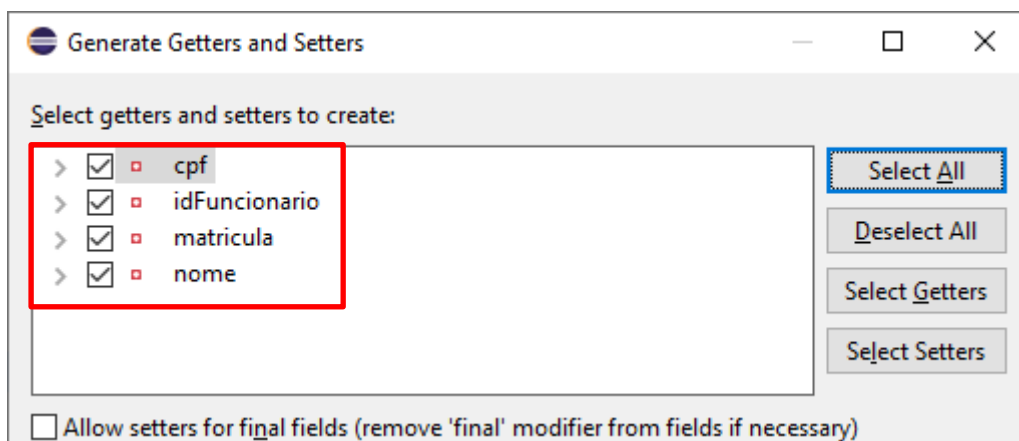 Generate Getters and Setters
Select getters and setters to create:
cpf
idFuncionario
matricula
nome
Select All
Deselect All
Select Getters
Select Setters
Allow setters for final fields (remove 'final' modifier from fields if necessary)